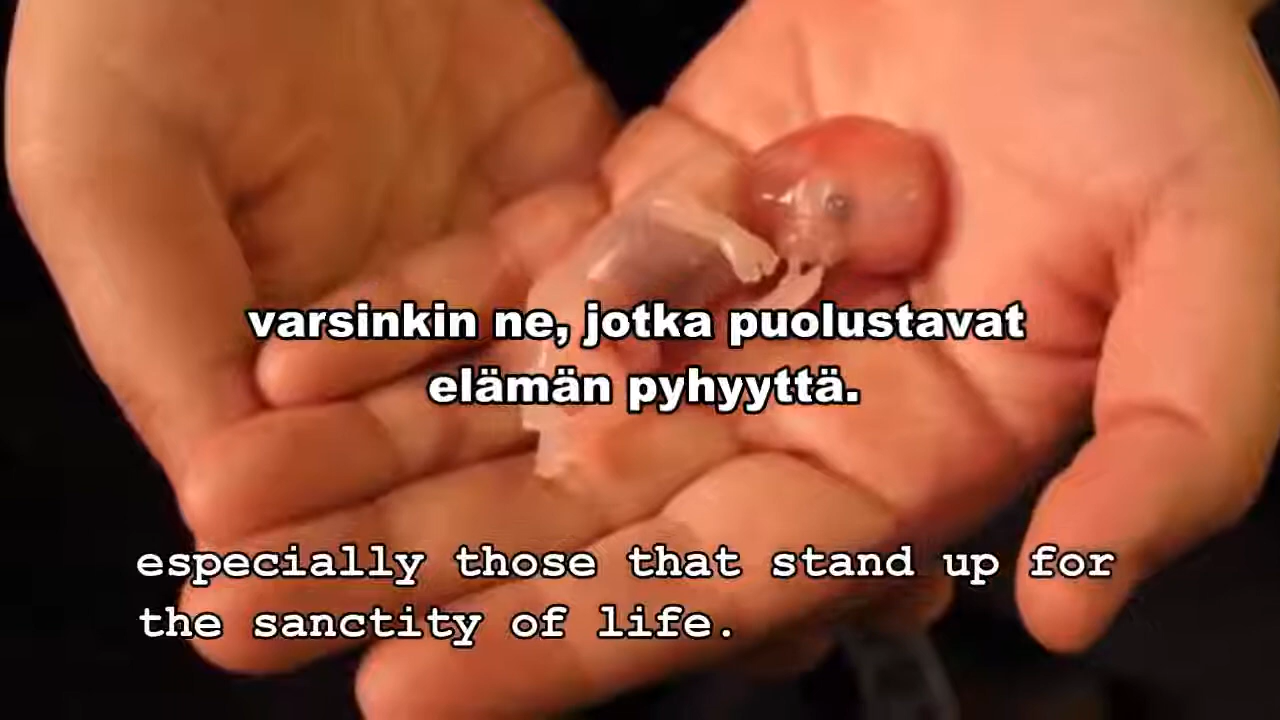 varsinkin ne, jotka puolustavat
elämän pyhyyttä.
especially those that stand up for
the sanctity of life.